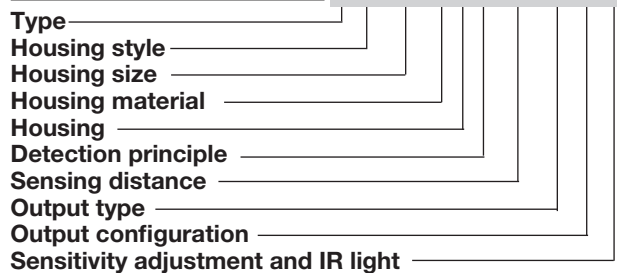 Type
Housing style
Housing size
Housing material
Housing
Detection principle
Sensing distance
Output type
Output configuration
Sensitivity adjustment and IR light